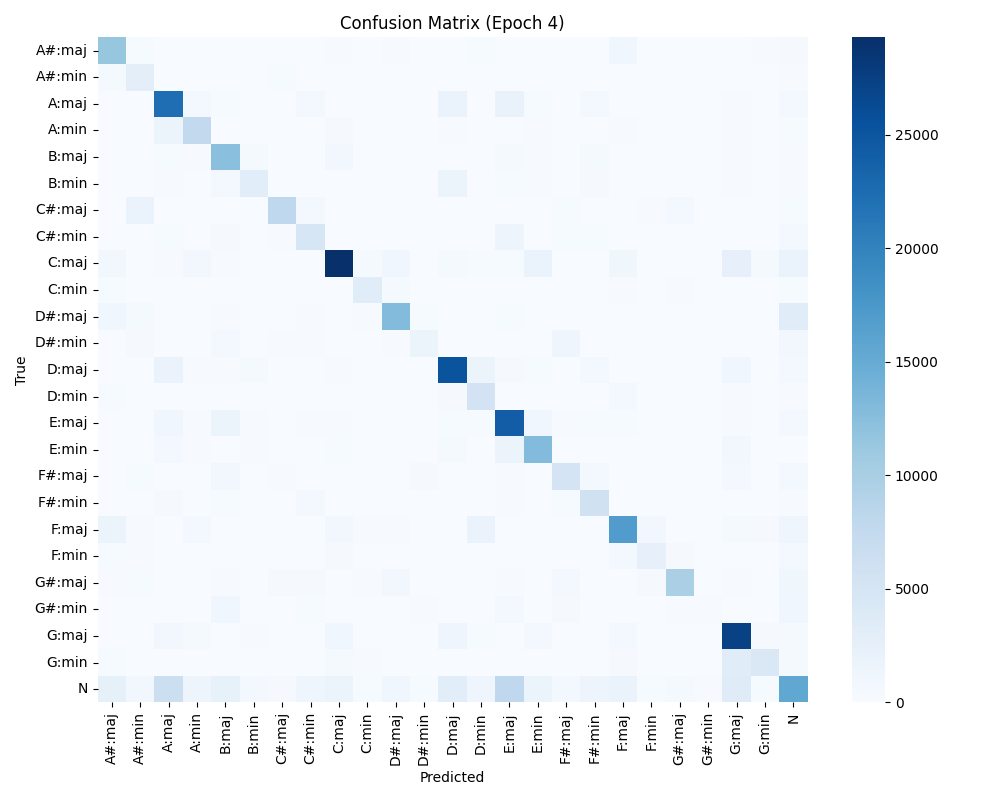 Confusion Matrix (Epoch 4)
True
A#:maj
A#:min
A:maj
A:min
B:maj
B:min
C#:maj
C#:min
C:maj
C:min
D#:maj
D#:min
D:maj
D:min
E:maj
E:min
F#:maj
F#:min
F:maj
F:min
G#:maj
G#:min
G:maj
G:min
N
A#:maj
A#:min
A:maj
A:min
B:maj
B:min
C#:maj
C#:min
C:maj
C:min
D#:maj
D#:min
D:maj
D:min
E:maj
E:min
F#:maj
F#:min
F:maj
F:min
G#:maj
G#:min
G:maj
G:min
N
Predicted
25000
20000
15000
10000
5000
0